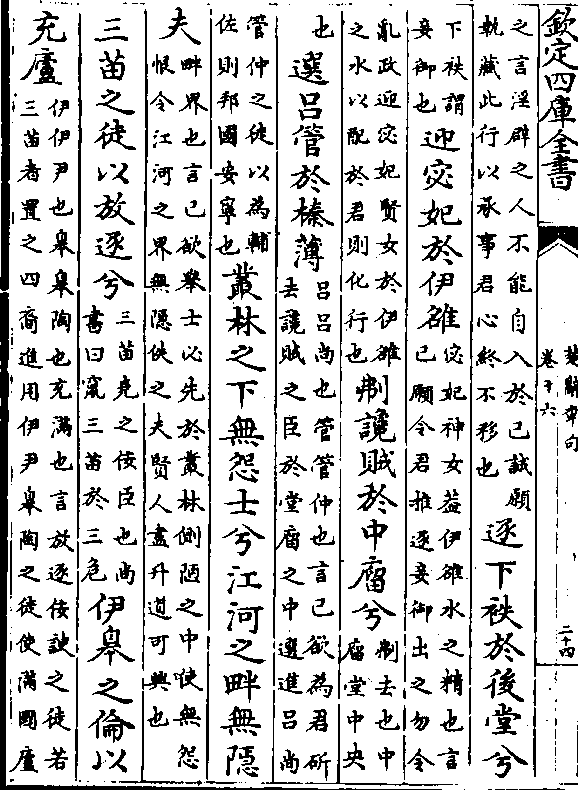 欽定四庫全書
楚辭章句
卷十六
二十四
之言淫辟之人不能自入於己誠願
執藏此行以承事君心終不移也
逐下袟於後堂兮
下袟謂
妾御也
迎宓妃於伊雒
宓妃神女蓋伊雒水之精也言
已願令君推逐妾御出之勿令
亂政迎宓妃賢女於伊雒
之水以配於君則化行也
刜讒賊於中廇兮
刜去也中
廇堂中央
也
選呂管於榛薄
呂呂尚也管管仲也言已欲為君斫
去讒賊之臣於堂廇之中選進呂尚
管仲之徒以為輔
佐則邦國安寧也
叢林之下無怨士兮江河之畔無隱
夫
畔界也言已欲舉士必先於叢林側陋之中使無怨
恨令江河之界無隱佚之夫賢人盡升道可興也
三苗之徒以放逐兮
三苗堯之佞臣也尚
書曰竄三苗於三危
伊臯之倫以
充廬
伊伊尹也臯臯陶也充滿也言放逐佞諛之徒若
三苗者置之四裔進用伊尹臯陶之徒使滿國廬